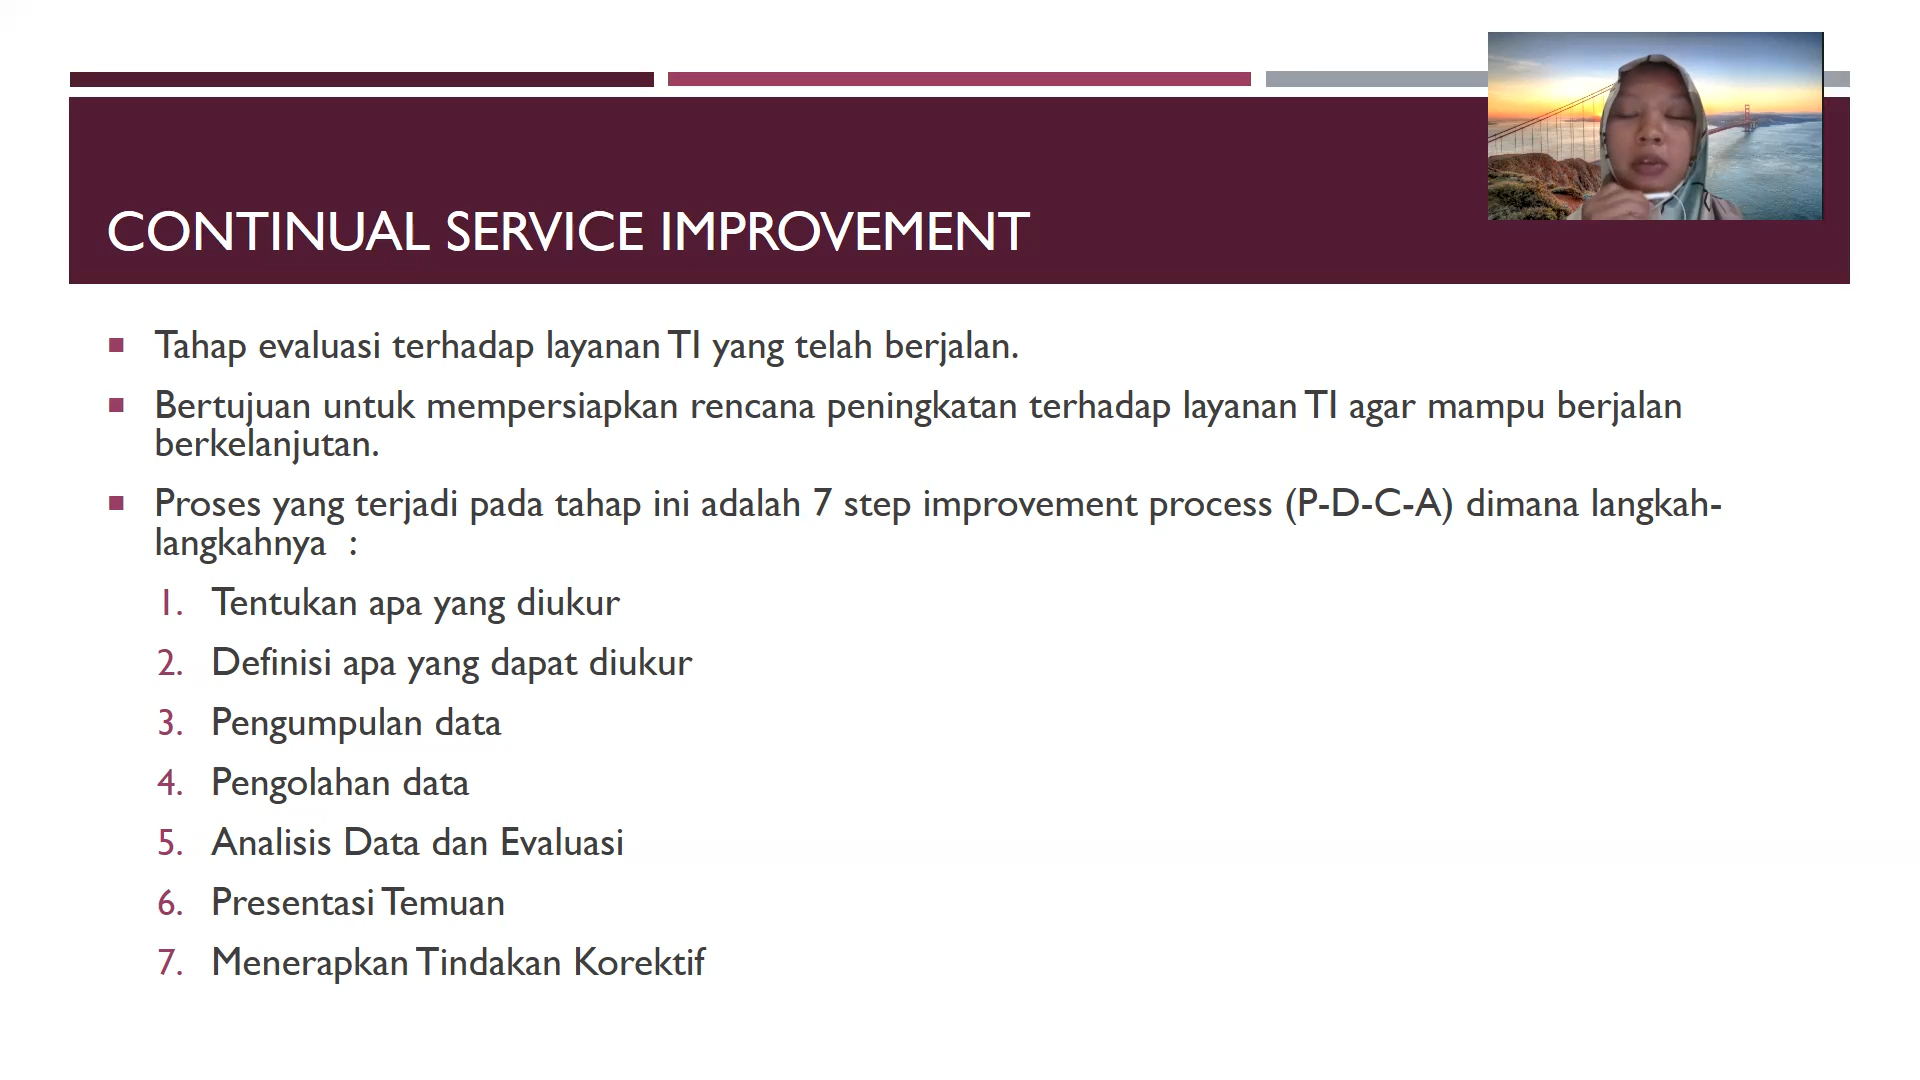 CONTINUAL SERVICE IMPROVEMENT
Tahap evaluasi terhadap layanan TI yang telah berjalan.
Bertujuan untuk mempersiapkan rencana peningkatan terhadap layanan TI agar mampu berjalan
berkelanjutan.
Proses yang terjadi pada tahap ini adalah 7 step improvement process (P-D-C-A) dimana langkah-
langkahnya  :
1. Tentukan apa yang diukur
2. Definisi apa yang dapat diukur
3. Pengumpulan data
4. Pengolahan data
5. Analisis Data dan Evaluasi
6. Presentasi Temuan
7. Menerapkan Tindakan Korektif